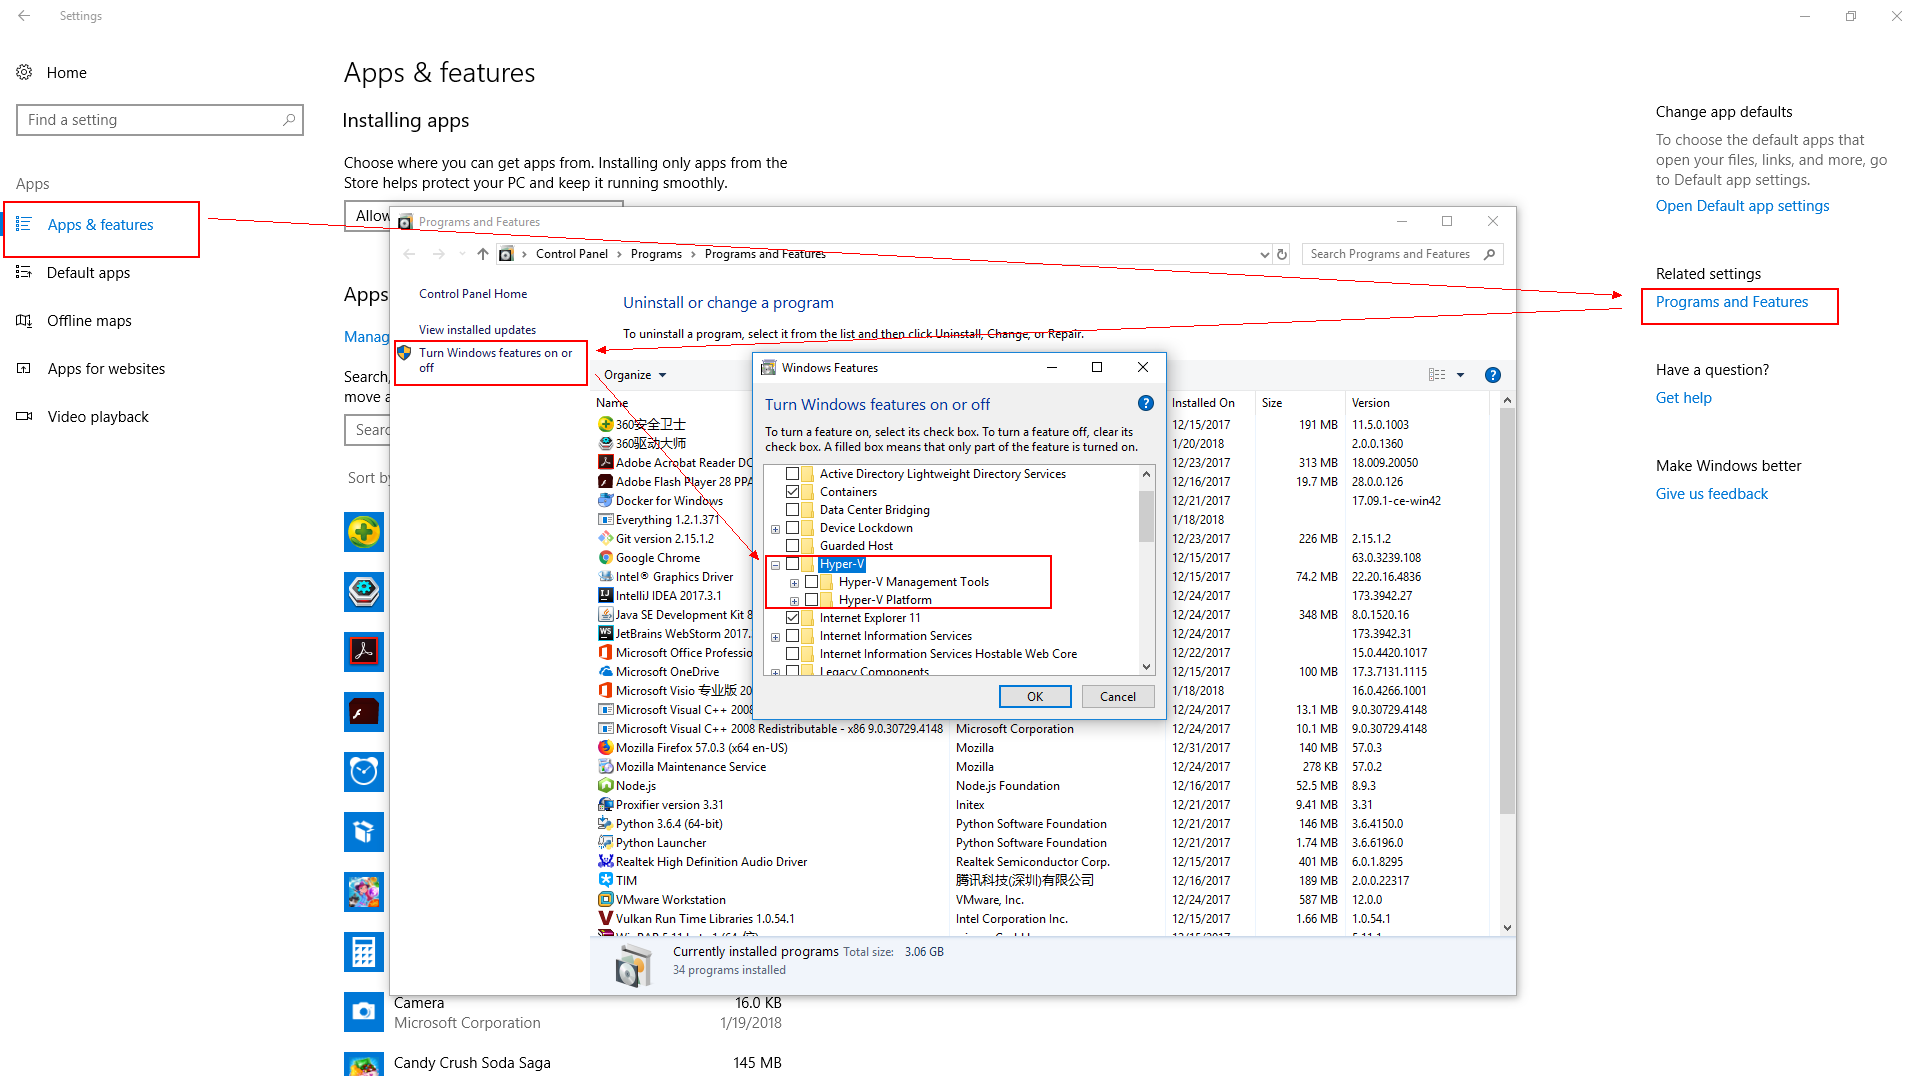 Settings
Home
Find a setting
Apps
Apps & features
Default apps
Offline maps
Apps for websites
Video playback
Apps & features
Installing apps
Choose where you can get apps from. Installing only apps from the
Store helps protect your PC and keep it running smoothly.
Allow
Apps
Manag
Search,
move a
Searc
Sort by
Camera 16.0 KB
Microsoft Corporation 1/19/2018
Candy Crush Soda Saga 145 MB
Change app defaults
To choose the default apps that
open your files, links, and more, go
to Default app settings.
Open Default app settings
Related settings
Programs and Features
Have a question?
Get help
Make Windows better
Give us feedback
Programs and Features
Control Panel > Programs > Programs and Features
Search Programs and Features
Control Panel Home
View installed updates
Turn Windows features on or
off
Uninstall or change a program
To uninstall a program, select it from the list and then click Uninstall, Change, or Repair.
Organize
Name Installed On Size Version
360安全卫士 12/15/2017 191 MB 11.5.0.1003
360驱动大师 1/20/2018 2.0.0.1360
Adobe Acrobat Reader DC 12/23/2017 313 MB 18.009.20050
Adobe Flash Player 28 PPA 12/16/2017 19.7 MB 28.0.0.126
Docker for Windows 12/21/2017 17.09.1-ce-win42
Everything 1.2.1.371 1/18/2018
Git version 2.15.1.2 12/23/2017 226 MB 2.15.1.2
Google Chrome 12/15/2017 63.0.3239.108
Intel® Graphics Driver 12/15/2017 74.2 MB 22.20.16.4836
IntelliJ IDEA 2017.3.1 12/24/2017 173.3942.27
Java SE Development Kit 8 12/24/2017 348 MB 8.0.1520.16
JetBrains WebStorm 2017. 12/24/2017 173.3942.31
Microsoft Office Professio 12/22/2017 15.0.4420.1017
Microsoft OneDrive 12/15/2017 100 MB 17.3.7131.1115
Microsoft Visio 专业版 20 1/18/2018 16.0.4266.1001
Microsoft Visual C++ 2008 12/24/2017 13.1 MB 9.0.30729.4148
Microsoft Visual C++ 2008 Redistributable - x86 9.0.30729.4148 Microsoft Corporation 12/24/2017 10.1 MB 9.0.30729.4148
Mozilla Firefox 57.0.3 (x64 en-US) Mozilla 12/31/2017 140 MB 57.0.3
Mozilla Maintenance Service Mozilla 12/24/2017 278 KB 57.0.2
Node.js Node.js Foundation 12/16/2017 52.5 MB 8.9.3
Proxifier version 3.31 Initex 12/21/2017 9.41 MB 3.31
Python 3.6.4 (64-bit) Python Software Foundation 12/21/2017 146 MB 3.6.4150.0
Python Launcher Python Software Foundation 12/21/2017 1.74 MB 3.6.6196.0
Realtek High Definition Audio Driver Realtek Semiconductor Corp. 12/15/2017 401 MB 6.0.1.8295
TIM 腾讯科技(深圳)有限公司 12/16/2017 189 MB 2.0.0.22317
VMware Workstation VMware, Inc. 12/24/2017 587 MB 12.0.0
Vulkan Run Time Libraries 1.0.54.1 Intel Corporation Inc. 12/15/2017 1.66 MB 1.0.54.1
Currently installed programs Total size: 3.06 GB
34 programs installed
Windows Features
Turn Windows features on or off
To turn a feature on, select its check box. To turn a feature off, clear its
check box. A filled box means that only part of the feature is turned on.
Active Directory Lightweight Directory Services
Containers
Data Center Bridging
Device Lockdown
Guarded Host
Hyper-V
Hyper-V Management Tools
Hyper-V Platform
Internet Explorer 11
Internet Information Services
Internet Information Services Hostable Web Core
Legacy Components
OK
Cancel